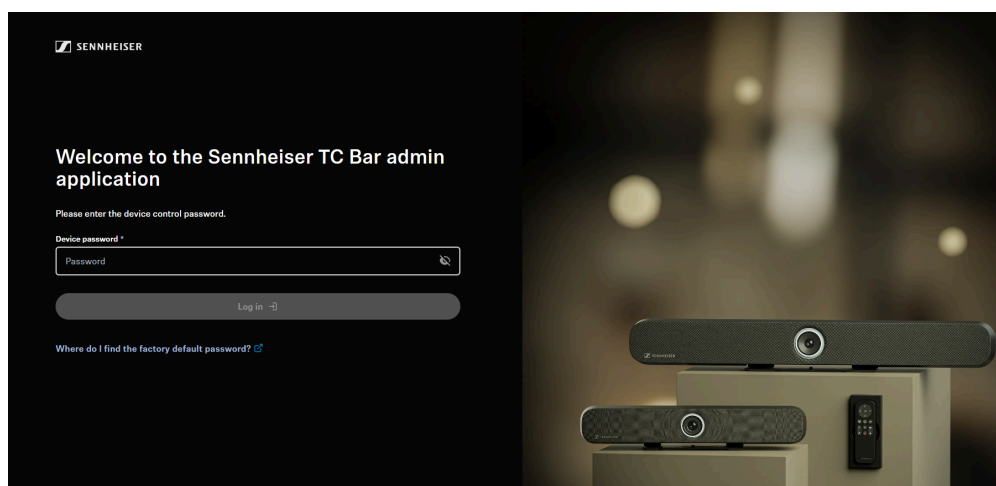 SENNHEISER
Welcome to the Sennheiser TC Bar admin
application
Please enter the device control password.
Device password *
Password
Log in
Where do I find the factory default password?
SENNHEISER